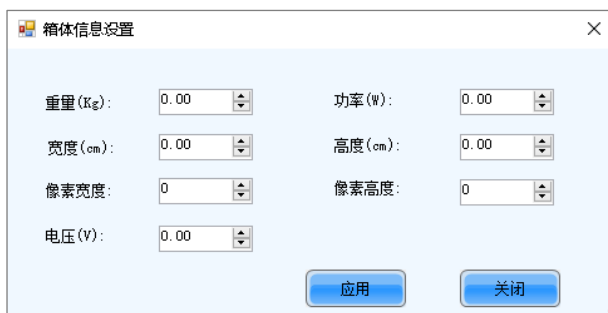 箱体信息设置
重量(Kg): 0.00 功率(W): 0.00
宽度(cm): 0.00 高度(cm): 0.00
像素宽度: 0 像素高度: 0
电压(V): 0.00
应用 关闭